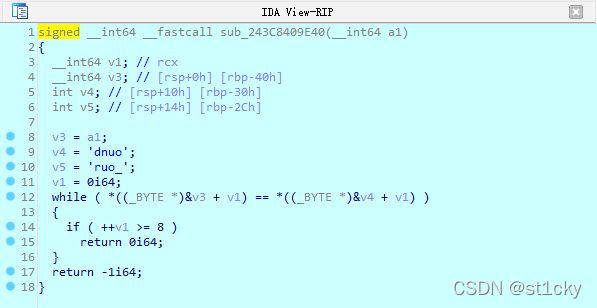 IDA View-RIP
1 signed __int64 __fastcall sub_243C8409E40(__int64 a1)
2 {
3 __int64 v1; // rcx
4 __int64 v3; // [rsp+0h] [rbp-40h]
5 int v4; // [rsp+10h] [rbp-30h]
6 int v5; // [rsp+14h] [rbp-2Ch]
7
8 v3 = a1;
9 v4 = 'dnuo';
10 v5 = 'ruo_';
11 v1 = 0i64;
12 while ( *((_BYTE *)&v3 + v1) == *((_BYTE *)&v4 + v1) )
13 {
14 if ( ++v1 >= 8 )
15 return 0i64;
16 }
17 return -1i64;
18 }
CSDN @st1cky